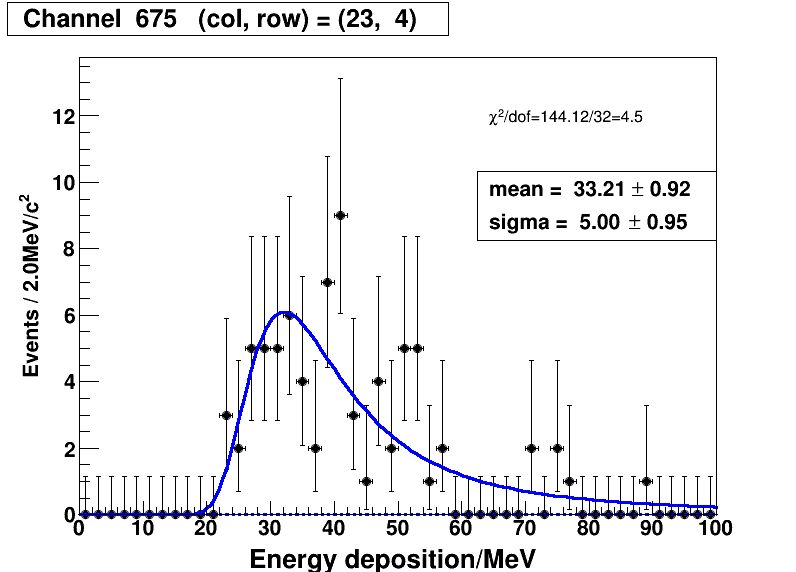 Channel 675 (col, row) = (23, 4)
χ²/dof=144.12/32=4.5
mean = 33.21 ± 0.92
sigma = 5.00 ± 0.95
Events / 2.0MeV/c²
12
10
8
6
4
2
0
0 10 20 30 40 50 60 70 80 90 100
Energy deposition/MeV